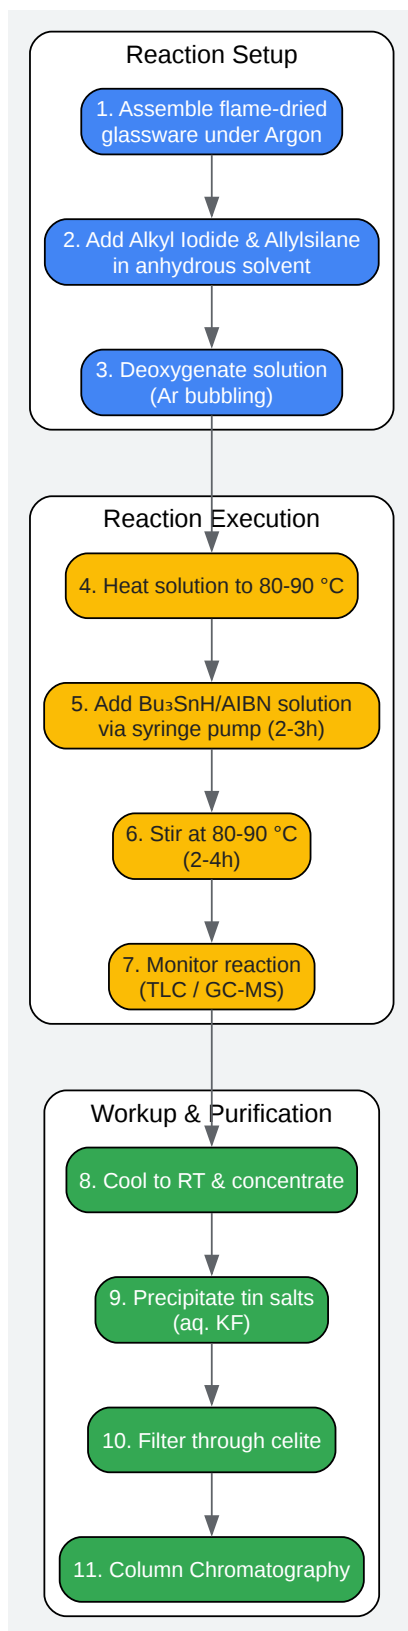 Reaction Setup
1. Assemble flame-dried
glassware under Argon
2. Add Alkyl Iodide & Allylsilane
in anhydrous solvent
3. Deoxygenate solution
(Ar bubbling)
Reaction Execution
4. Heat solution to 80-90 °C
5. Add Bu₃SnH/AIBN solution
via syringe pump (2-3h)
6. Stir at 80-90 °C
(2-4h)
7. Monitor reaction
(TLC / GC-MS)
Workup & Purification
8. Cool to RT & concentrate
9. Precipitate tin salts
(aq. KF)
10. Filter through celite
11. Column Chromatography